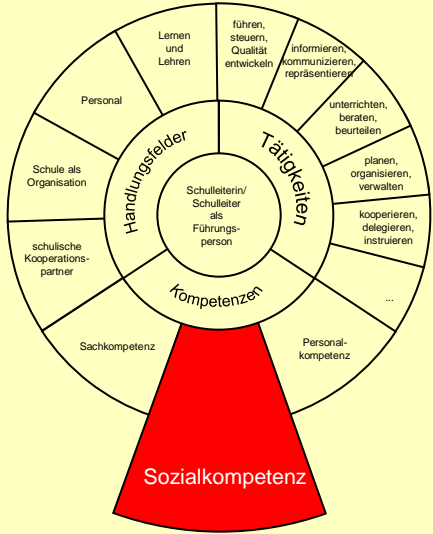 Lernen
und
Lehren
führen,
steuern,
Qualität
entwickeln
informieren,
kommunizieren,
repräsentieren
unterrichten,
beraten,
beurteilen
planen,
organisieren,
verwalten
kooperieren,
delegieren,
instruieren
...
Personal
Schule als
Organisation
schulische
Kooperations-
partner
Handlungsfelder
Tätigkeiten
Kompetenzen
Schulleiterin/
Schulleiter
als
Führungs-
person
Sachkompetenz
Personal-
kompetenz
Sozialkompetenz